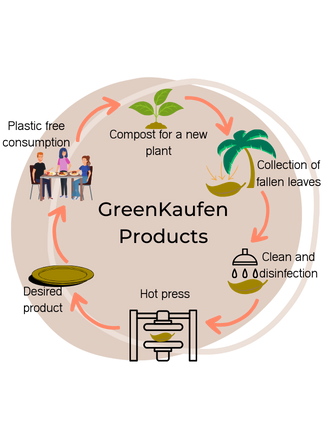 Plastic free
consumption
Compost for a new
plant
Collection of
fallen leaves
GreenKaufen
Products
Clean and
disinfection
Desired
product
Hot press